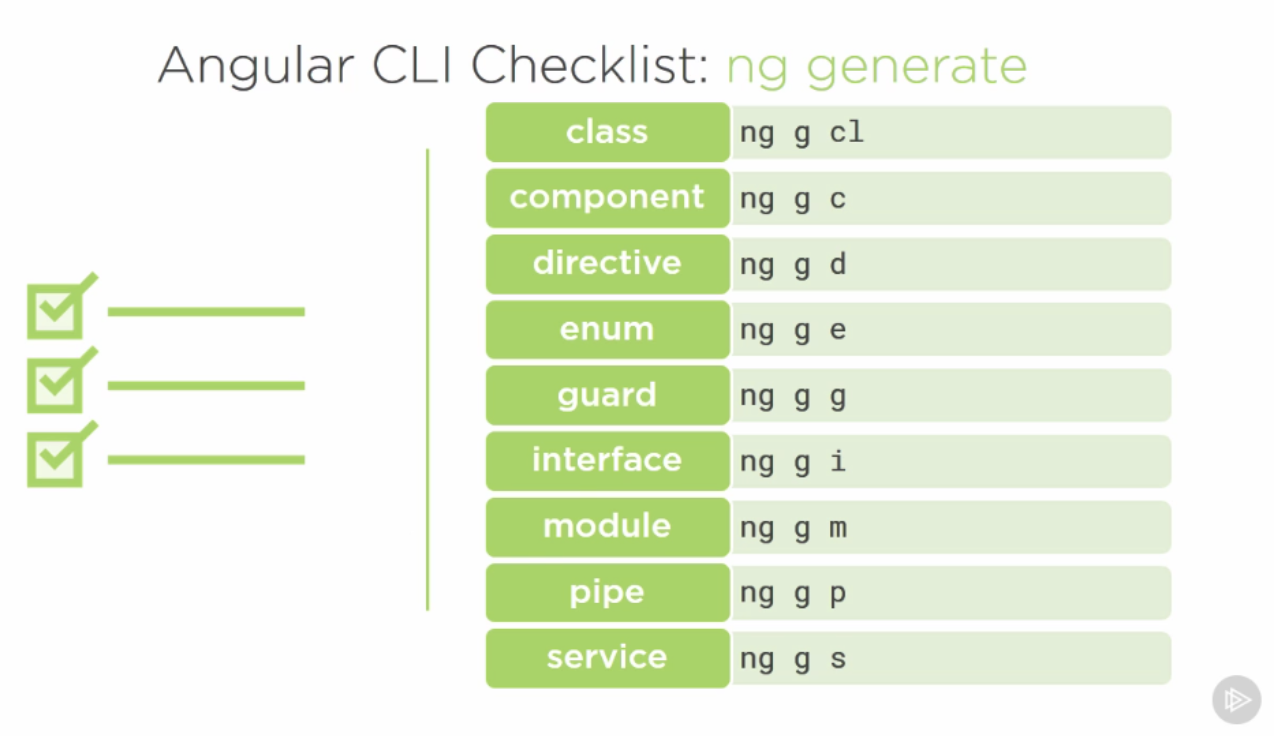 Angular CLI Checklist: ng generate
class ng g cl
component ng g c
directive ng g d
enum ng g e
guard ng g g
interface ng g i
module ng g m
pipe ng g p
service ng g s